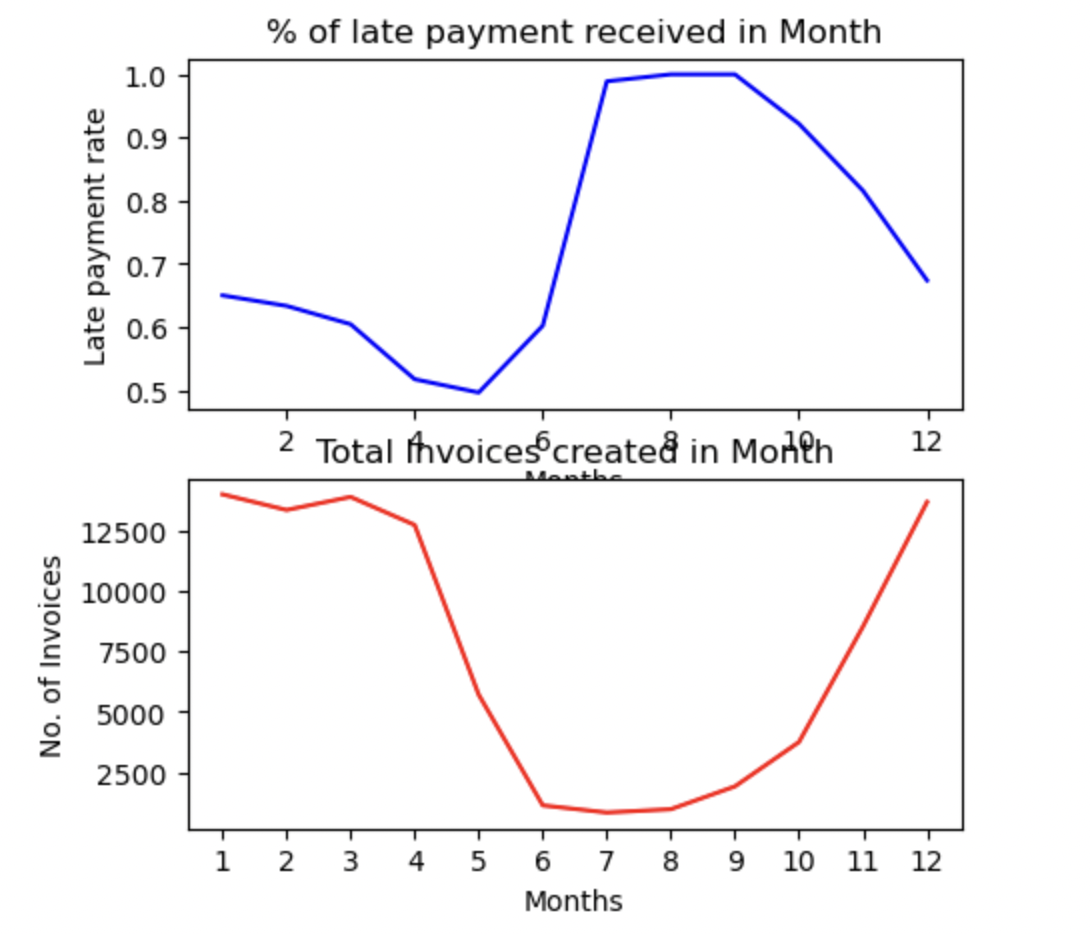 % of late payment received in Month
Late payment rate
1.0
0.9
0.8
0.7
0.6
0.5
2 4 6 8 10 12
Months
Total Invoices created in Month
No. of Invoices
12500
10000
7500
5000
2500
1 2 3 4 5 6 7 8 9 10 11 12
Months